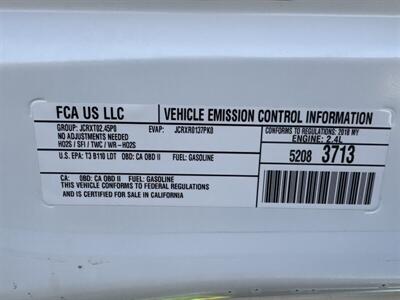 FCA US LLC
VEHICLE EMISSION CONTROL INFORMATION
GROUP: JCRXT02.45P0 EVAP: JCRXR0137PK0
NO ADJUSTMENTS NEEDED
HO2S / SFI / TWC / WR-HO2S
CONFORMS TO REGULATIONS: 2018 MY
ENGINE: 2.4L
U.S. EPA: T3 B110 LDT OBD: CA OBD II FUEL: GASOLINE
5208 3713
CA: OBD: CA OBD II FUEL: GASOLINE
THIS VEHICLE CONFORMS TO FEDERAL REGULATIONS
AND IS CERTIFIED FOR SALE IN CALIFORNIA